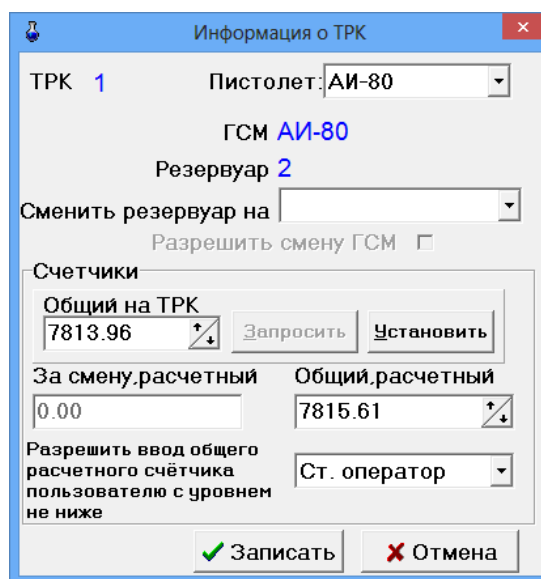 Информация о ТРК
ТРК 1 Пистолет: АИ-80
ГСМ АИ-80
Резервуар 2
Сменить резервуар на
Разрешить смену ГСМ
Счетчики
Общий на ТРК
7813.96 Запросить Установить
За смену,расчетный Общий,расчетный
0.00 7815.61
Разрешить ввод общего
расчетного счётчика
пользователю с уровнем
не ниже
Ст. оператор
Записать Отмена